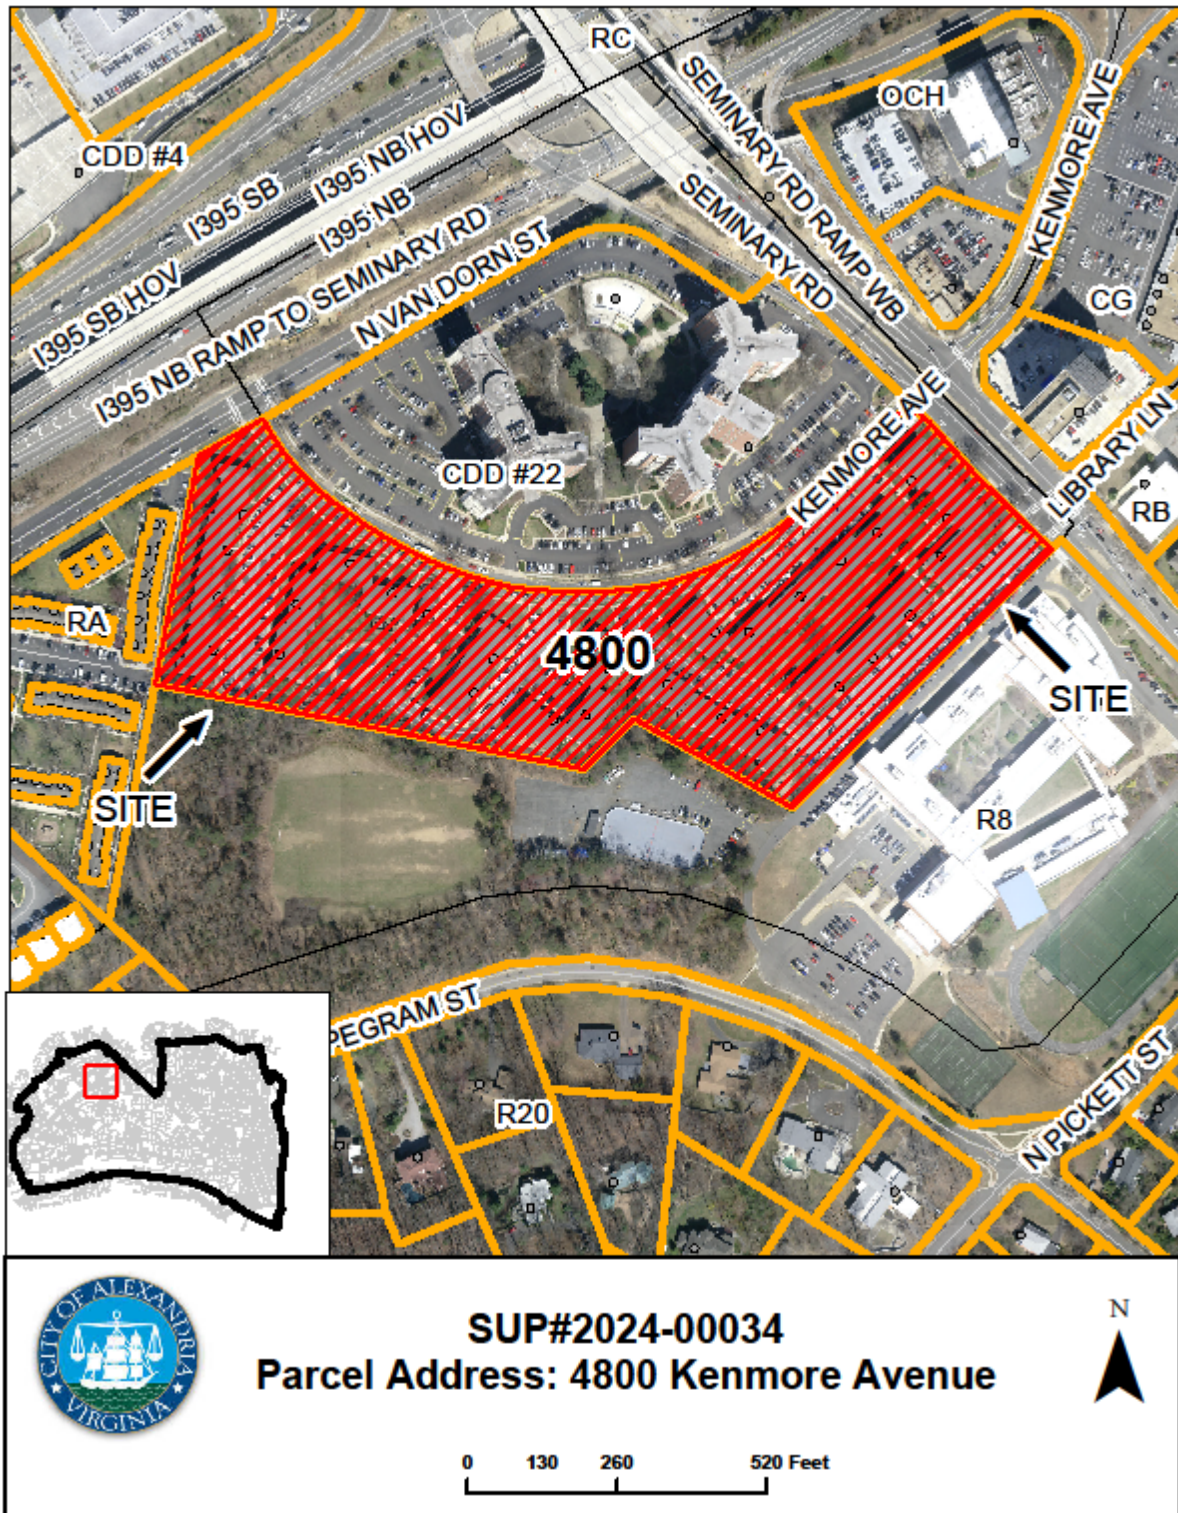 RC
SEMINARY RD RAMP WB
OCH
KENMORE AVE
CDD #4
I395 NB HOV
I395 SB
I395 NB
SEMINARY RD
I395 SB HOV
I395 NB RAMP TO SEMINARY RD
N VAN DORN ST
CG
KENMORE AVE
LIBRARY LN
CDD #22
RB
RA
4800
SITE
SITE
R8
PEGRAM ST
R20
N PICKETT ST
CITY OF ALEXANDRIA
VIRGINIA
SUP#2024-00034
Parcel Address: 4800 Kenmore Avenue
N
0 130 260 520 Feet